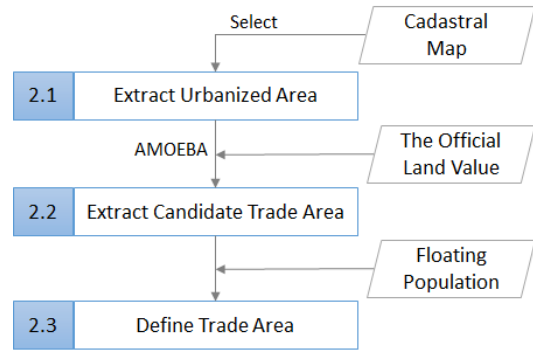 Select
Cadastral
Map
2.1 Extract Urbanized Area
AMOEBA
The Official
Land Value
2.2 Extract Candidate Trade Area
Floating
Population
2.3 Define Trade Area